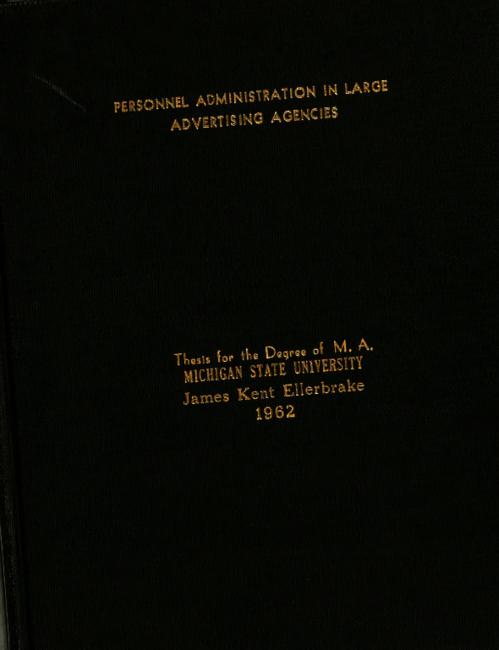 PERSONNEL ADMINISTRATION IN LARGE
ADVERTISING AGENCIES
Thesis for the Degree of M. A.
MICHIGAN STATE UNIVERSITY
James Kent Ellerbrake
1962